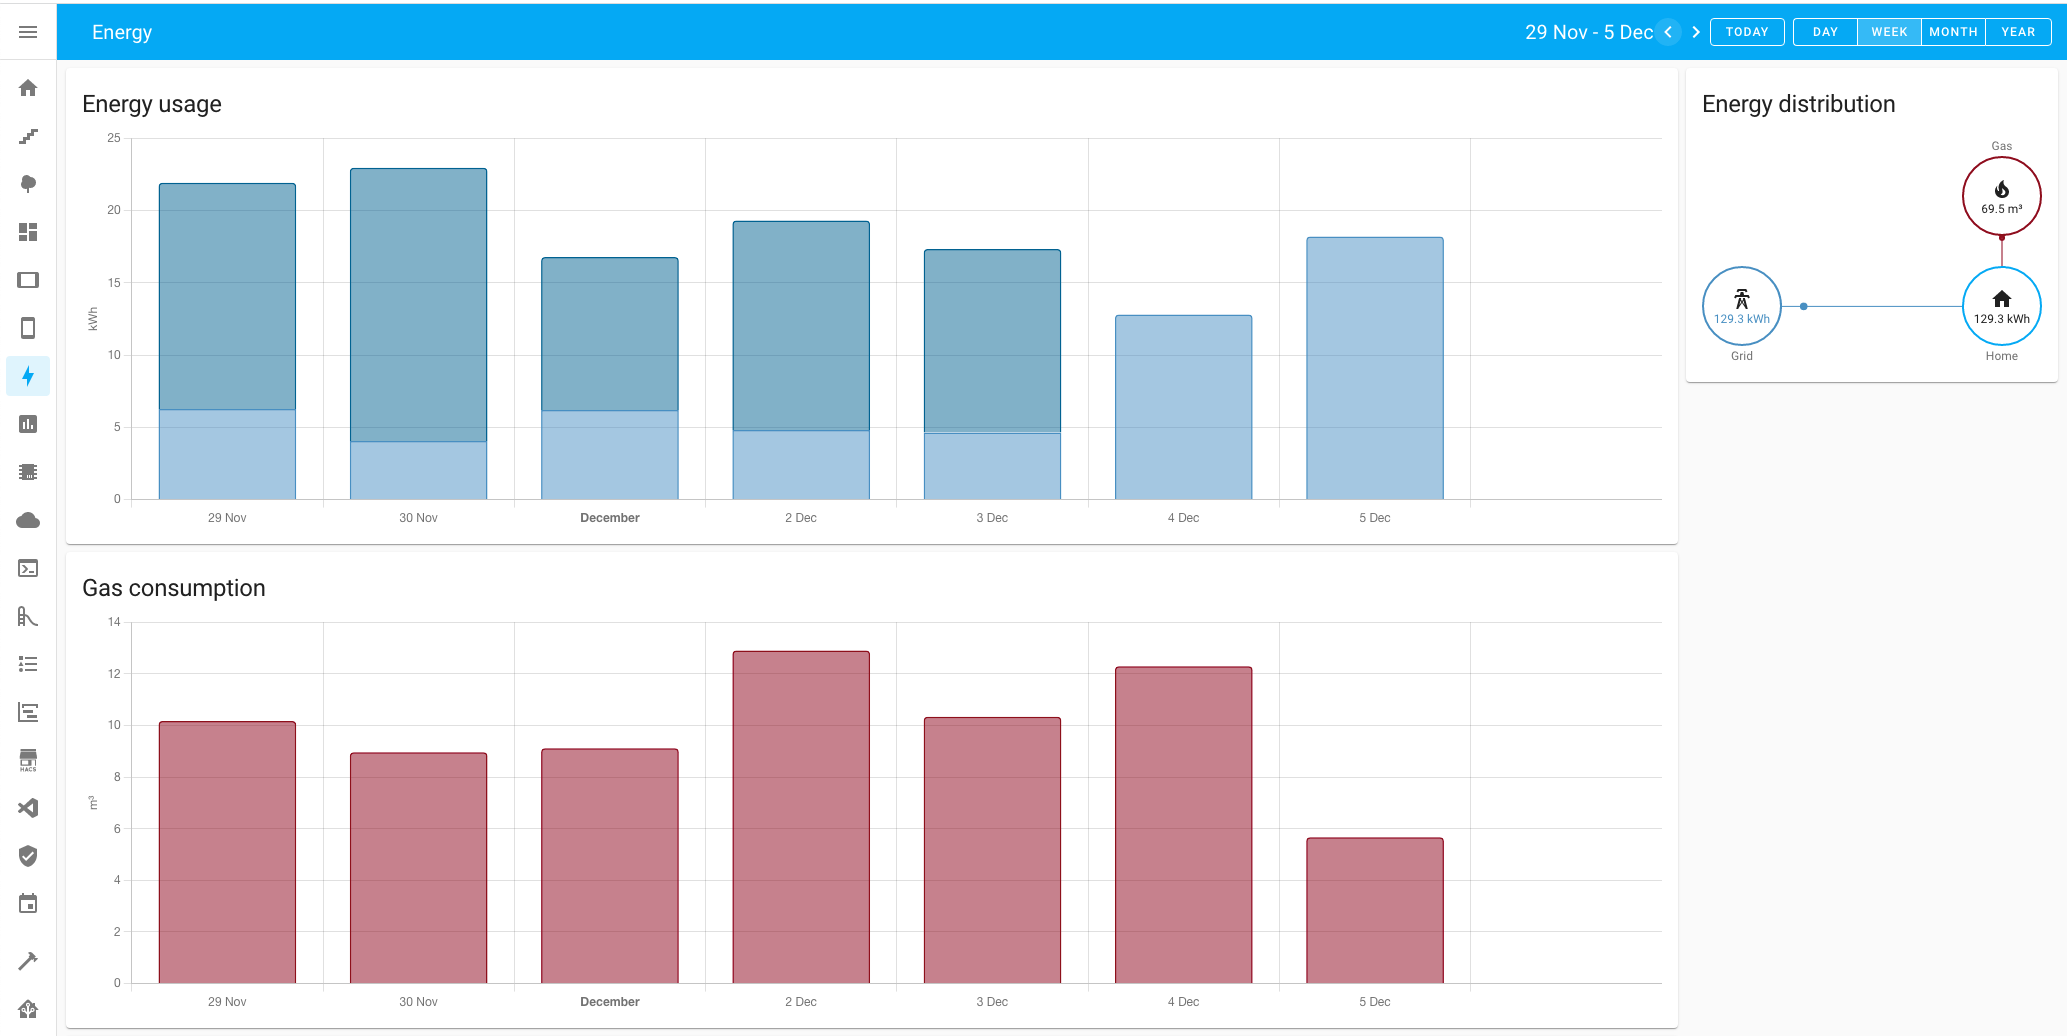 Energy
29 Nov - 5 Dec
TODAY
DAY
WEEK
MONTH
YEAR
Energy usage
25
20
15
10
5
0
kWh
29 Nov
30 Nov
December
2 Dec
3 Dec
4 Dec
5 Dec
Energy distribution
Gas
69.5 m³
129.3 kWh
129.3 kWh
Grid
Home
Gas consumption
14
12
10
8
6
4
2
0
m³
29 Nov
30 Nov
December
2 Dec
3 Dec
4 Dec
5 Dec
HACS